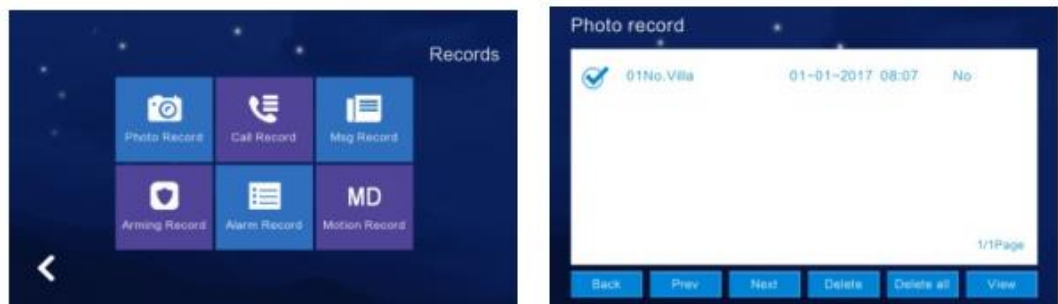 Records
Photo Record Call Record Msg Record
Arming Record Alarm Record MD Motion Record
Photo record
01No.Villa 01-01-2017 08:07 No
1/1Page
Back Prev Next Delete Delete all View